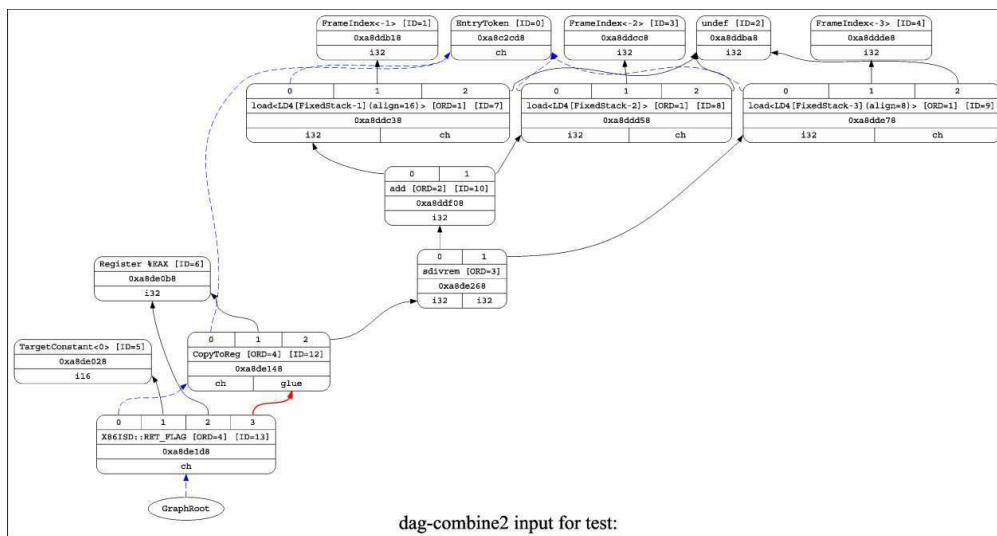 FrameIndex<-1> [ID=1]
0xa8ddb18
i32
EntryToken [ID=0]
0xa8c2cd8
ch
FrameIndex<-2> [ID=3]
0xa8ddcc8
i32
undef [ID=2]
0xa8ddba8
i32
FrameIndex<-3> [ID=4]
0xa8ddde8
i32
0 1 2
load<LD4[FixedStack-1](align=16)> [ORD=1] [ID=7]
0xa8ddc38
i32 ch
0 1 2
load<LD4[FixedStack-2]> [ORD=1] [ID=8]
0xa8ddd58
i32 ch
0 1 2
load<LD4[FixedStack-3](align=8)> [ORD=1] [ID=9]
0xa8dde78
i32 ch
0 1
add [ORD=2] [ID=10]
0xa8ddf08
i32
0 1
sdivrem [ORD=3]
0xa8de268
i32 i32
Register %EAX [ID=6]
0xa8de0b8
i32
0 1 2
CopyToReg [ORD=4] [ID=12]
0xa8de148
ch glue
TargetConstant<0> [ID=5]
0xa8de028
i16
0 1 2 3
X86ISD::RET_FLAG [ORD=4] [ID=13]
0xa8de1d8
ch
GraphRoot
dag-combine2 input for test: